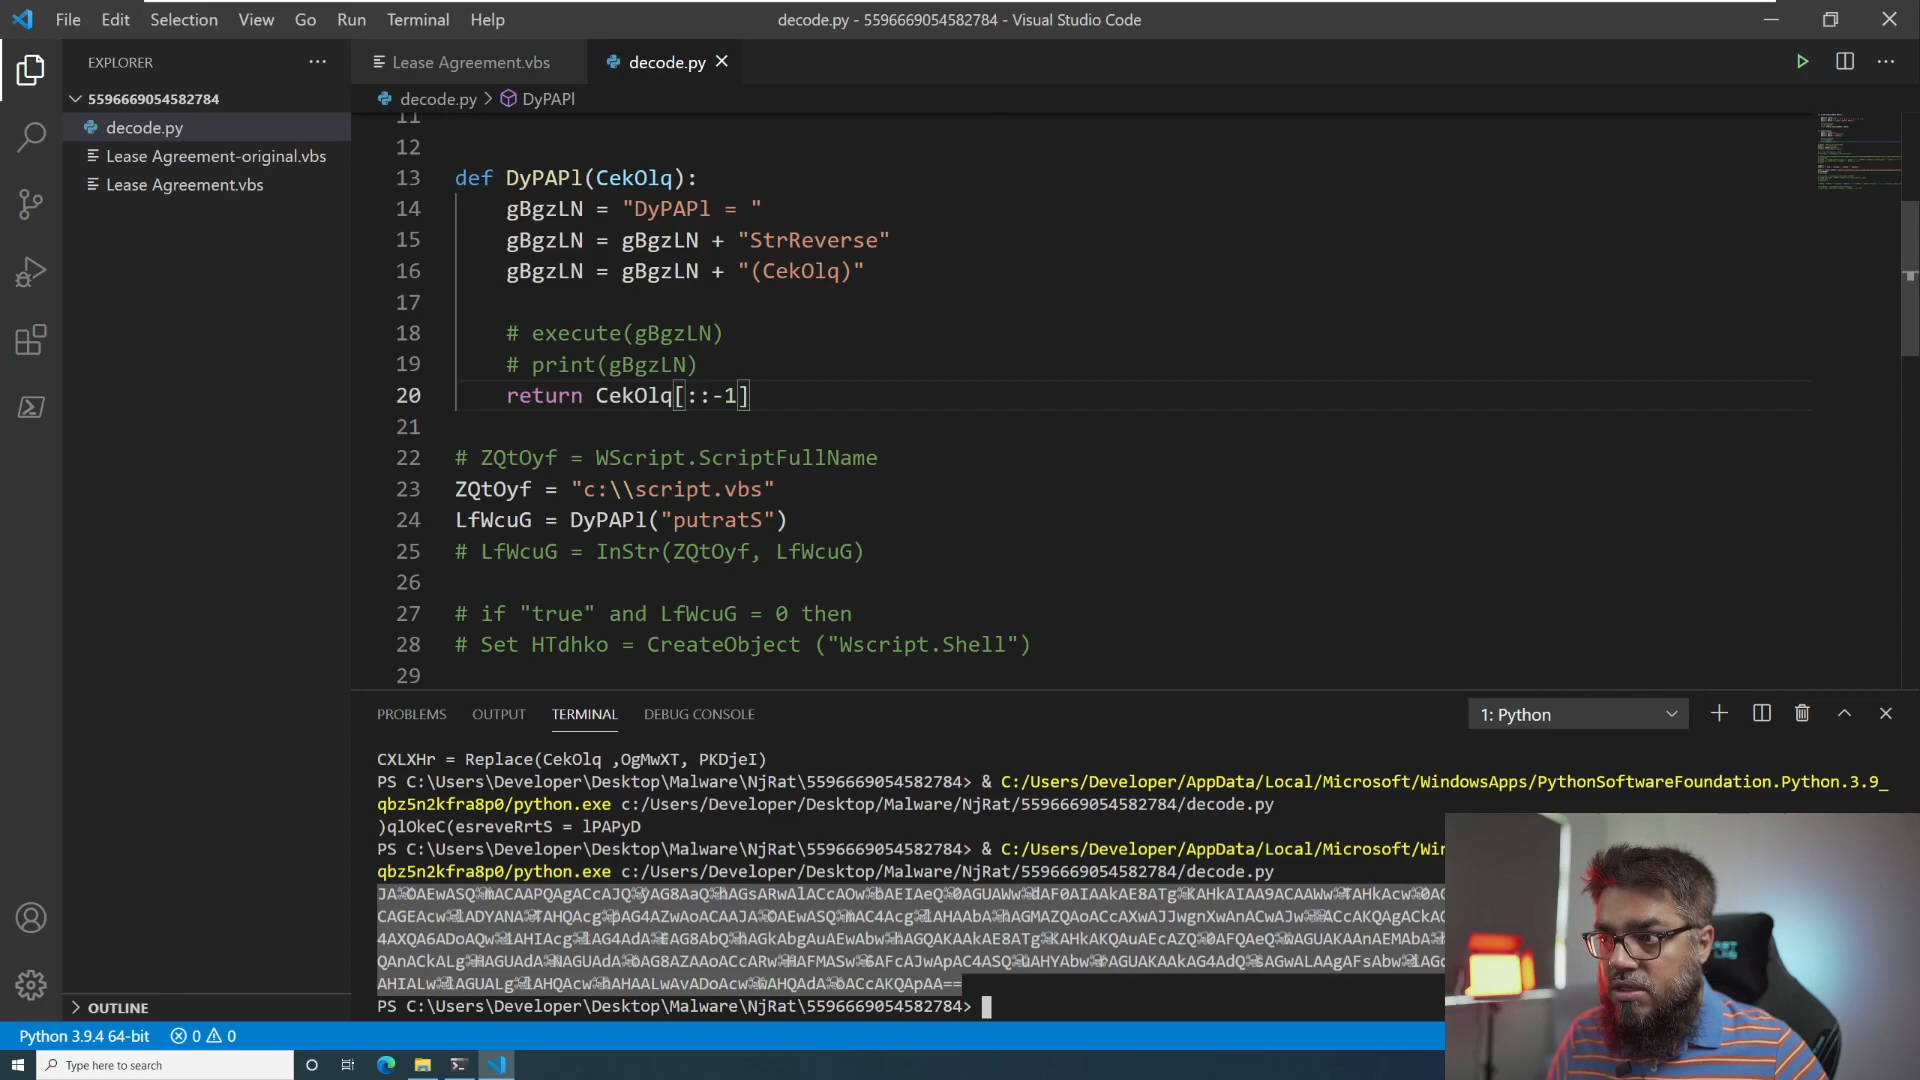 File Edit Selection View Go Run Terminal Help
decode.py - 5596669054582784 - Visual Studio Code
EXPLORER
5596669054582784
decode.py
Lease Agreement-original.vbs
Lease Agreement.vbs
OUTLINE
Lease Agreement.vbs
decode.py
decode.py > DyPAPl
11
12
13 def DyPAPl(CekOlq):
14 gBgzLN = "DyPAPl = "
15 gBgzLN = gBgzLN + "StrReverse"
16 gBgzLN = gBgzLN + "(CekOlq)"
17
18 # execute(gBgzLN)
19 # print(gBgzLN)
20 return CekOlq[::-1]
21
22 # ZQtOyf = WScript.ScriptFullName
23 ZQtOyf = "c:\\script.vbs"
24 LfWcuG = DyPAPl("putratS")
25 # LfWcuG = InStr(ZQtOyf, LfWcuG)
26
27 # if "true" and LfWcuG = 0 then
28 # Set HTdhko = CreateObject ("Wscript.Shell")
29
PROBLEMS OUTPUT TERMINAL DEBUG CONSOLE
1: Python
CXLXHr = Replace(CekOlq ,OgMwXT, PKDjeI)
PS C:\Users\Developer\Desktop\Malware\NjRat\5596669054582784> & C:/Users/Developer/AppData/Local/Microsoft/WindowsApps/PythonSoftwareFoundation.Python.3.9_
qbz5n2kfra8p0/python.exe c:/Users/Developer/Desktop/Malware/NjRat/5596669054582784/decode.py
)qlOkeC(esreveRrtS = lPAPyD
PS C:\Users\Developer\Desktop\Malware\NjRat\5596669054582784> & C:/Users/Developer/AppData/Local/Microsoft/Win
qbz5n2kfra8p0/python.exe c:/Users/Developer/Desktop/Malware/NjRat/5596669054582784/decode.py
PS C:\Users\Developer\Desktop\Malware\NjRat\5596669054582784>
Python 3.9.4 64-bit
0 0
Type here to search